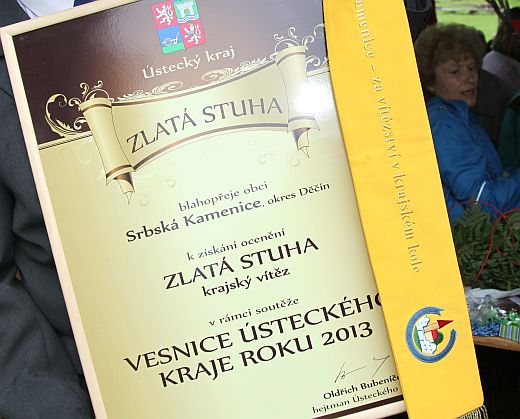 Ústecký kraj
ZLATÁ STUHA
blahopřeje obci
Srbská Kamenice, okres Děčín
k získání ocenění
ZLATÁ STUHA
krajský vítěz
v rámci soutěže
VESNICE ÚSTECKÉHO
KRAJE ROKU 2013
Oldřich Bubeníč
hejtman Ústeckého
amenice – za vítězství v krajském kole